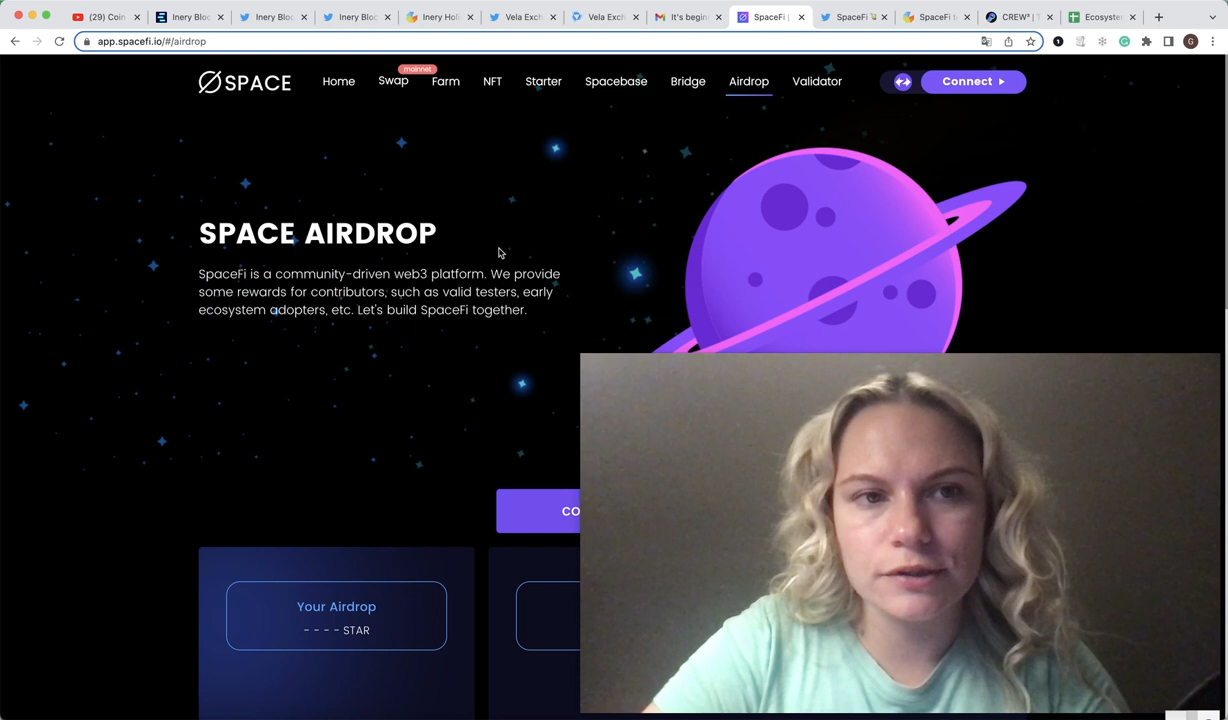 (29) Coin
Inery Bloc
Inery Bloc
Inery Bloc
Inery Holi
Vela Exch
Vela Exch
It's begin
SpaceFi |
SpaceFi
SpaceFi t
CREW³ | T
Ecosystem
app.spacefi.io/#/airdrop
G
SPACE
Home
Swap
mainnet
Farm
NFT
Starter
Spacebase
Bridge
Airdrop
Validator
Connect
SPACE AIRDROP
SpaceFi is a community-driven web3 platform. We provide
some rewards for contributors, such as valid testers, early
ecosystem adopters, etc. Let's build SpaceFi together.
CO
Your Airdrop
- - - - STAR